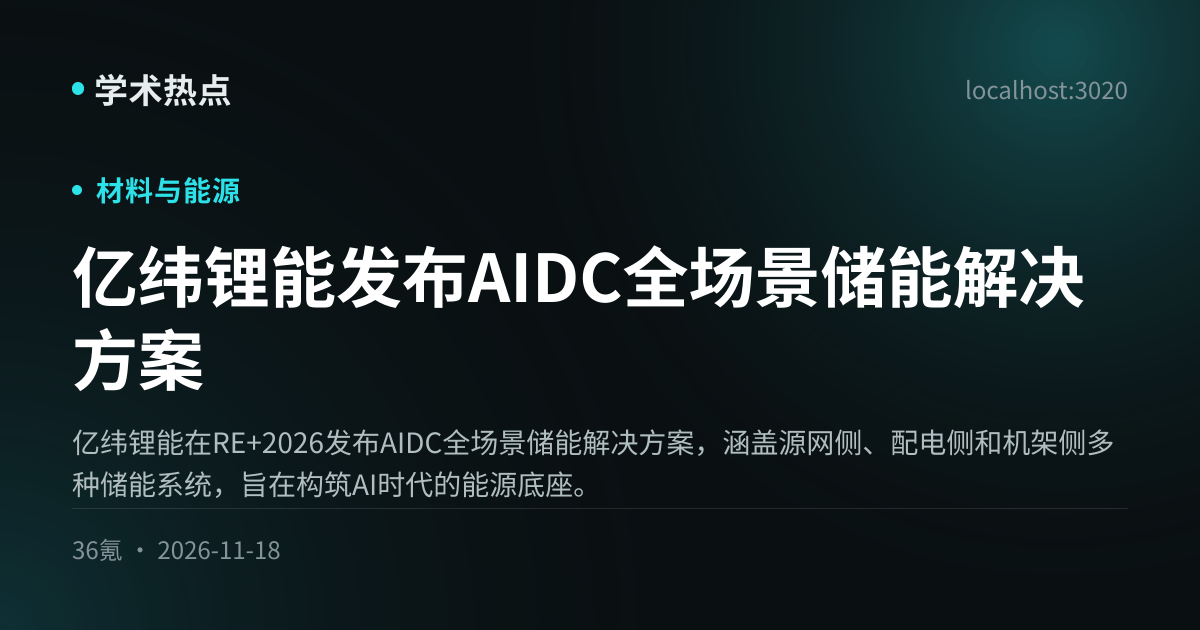 学术热点
localhost:3020
材料与能源
亿纬锂能发布AIDC全场景储能解决
方案
亿纬锂能在RE+2026发布AIDC全场景储能解决方案，涵盖源网侧、配电侧和机架侧多
种储能系统，旨在构筑AI时代的能源底座。
36氪 · 2026-11-18